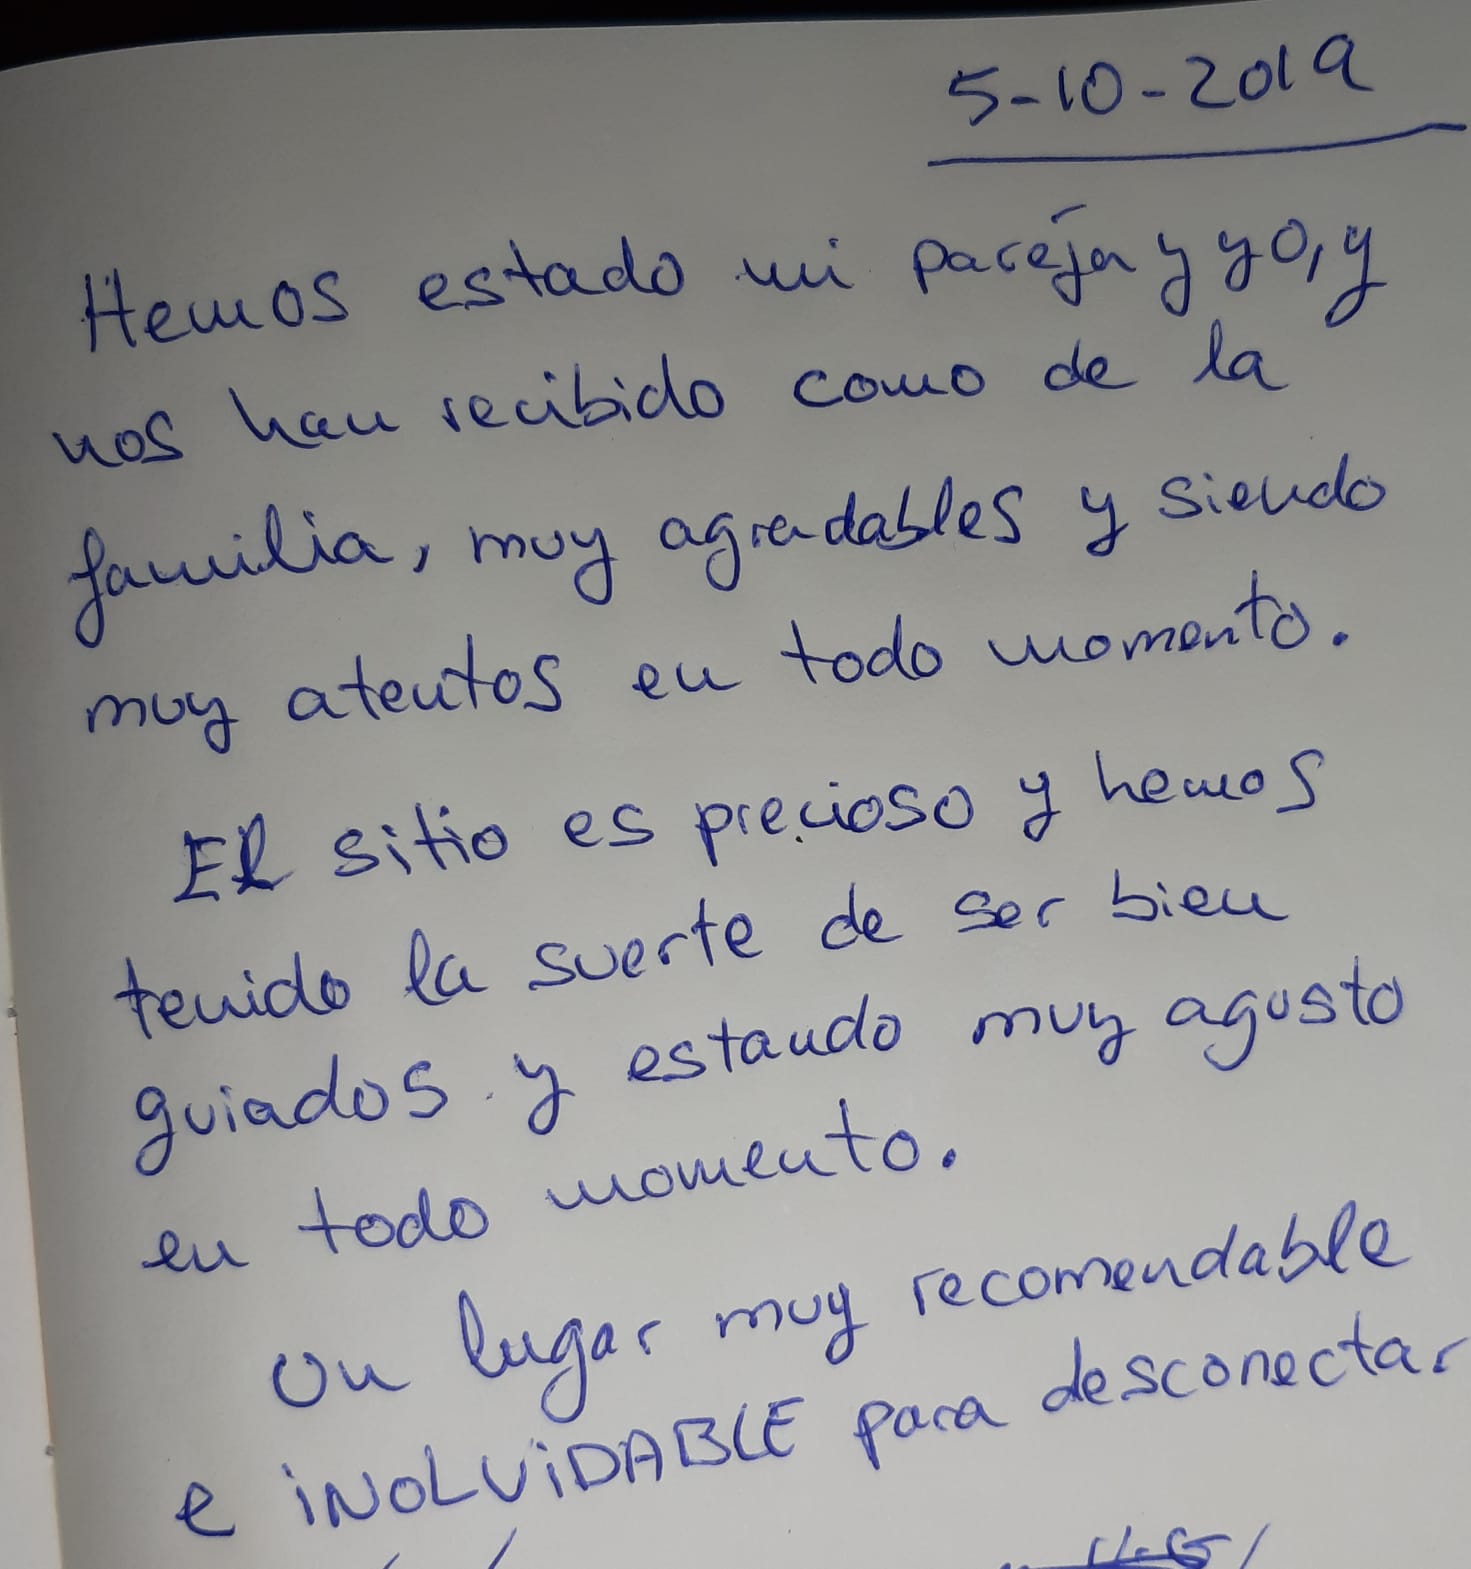 5-10-2019
Hemos estado mi pareja y yo, y
nos han recibido como de la
familia, muy agradables y siendo
muy atentos en todo momento.
El sitio es precioso y hemos
tenido la suerte de ser bien
guiados y estando muy agusto
en todo momento.
Un lugar muy recomendable
e iNOLViDABLE para desconectar